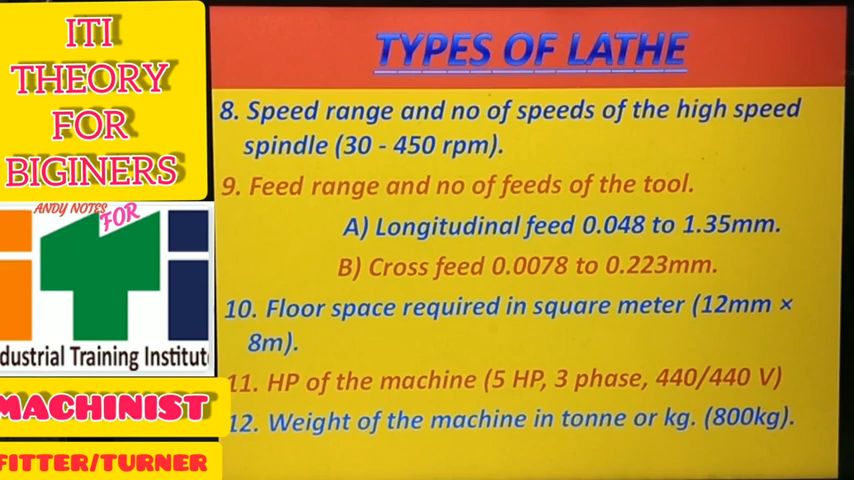 ITI
THEORY
FOR
BIGINERS
ANDY NOTES
FOR
iTi
ndustrial Training Institut
MACHINIST
FITTER/TURNER
TYPES OF LATHE
8. Speed range and no of speeds of the high speed
spindle (30 - 450 rpm).
9. Feed range and no of feeds of the tool.
A) Longitudinal feed 0.048 to 1.35mm.
B) Cross feed 0.0078 to 0.223mm.
10. Floor space required in square meter (12mm ×
8m).
11. HP of the machine (5 HP, 3 phase, 440/440 V)
12. Weight of the machine in tonne or kg. (800kg).